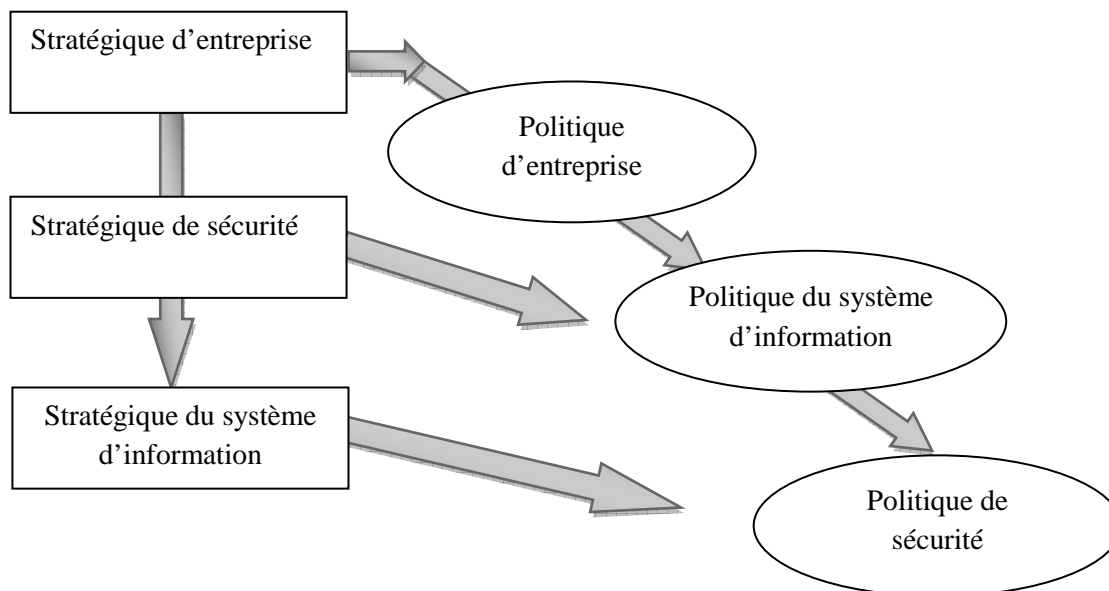 Stratégique d’entreprise
Politique
d’entreprise
Stratégique de sécurité
Politique du système
d’information
Stratégique du système
d’information
Politique de
sécurité